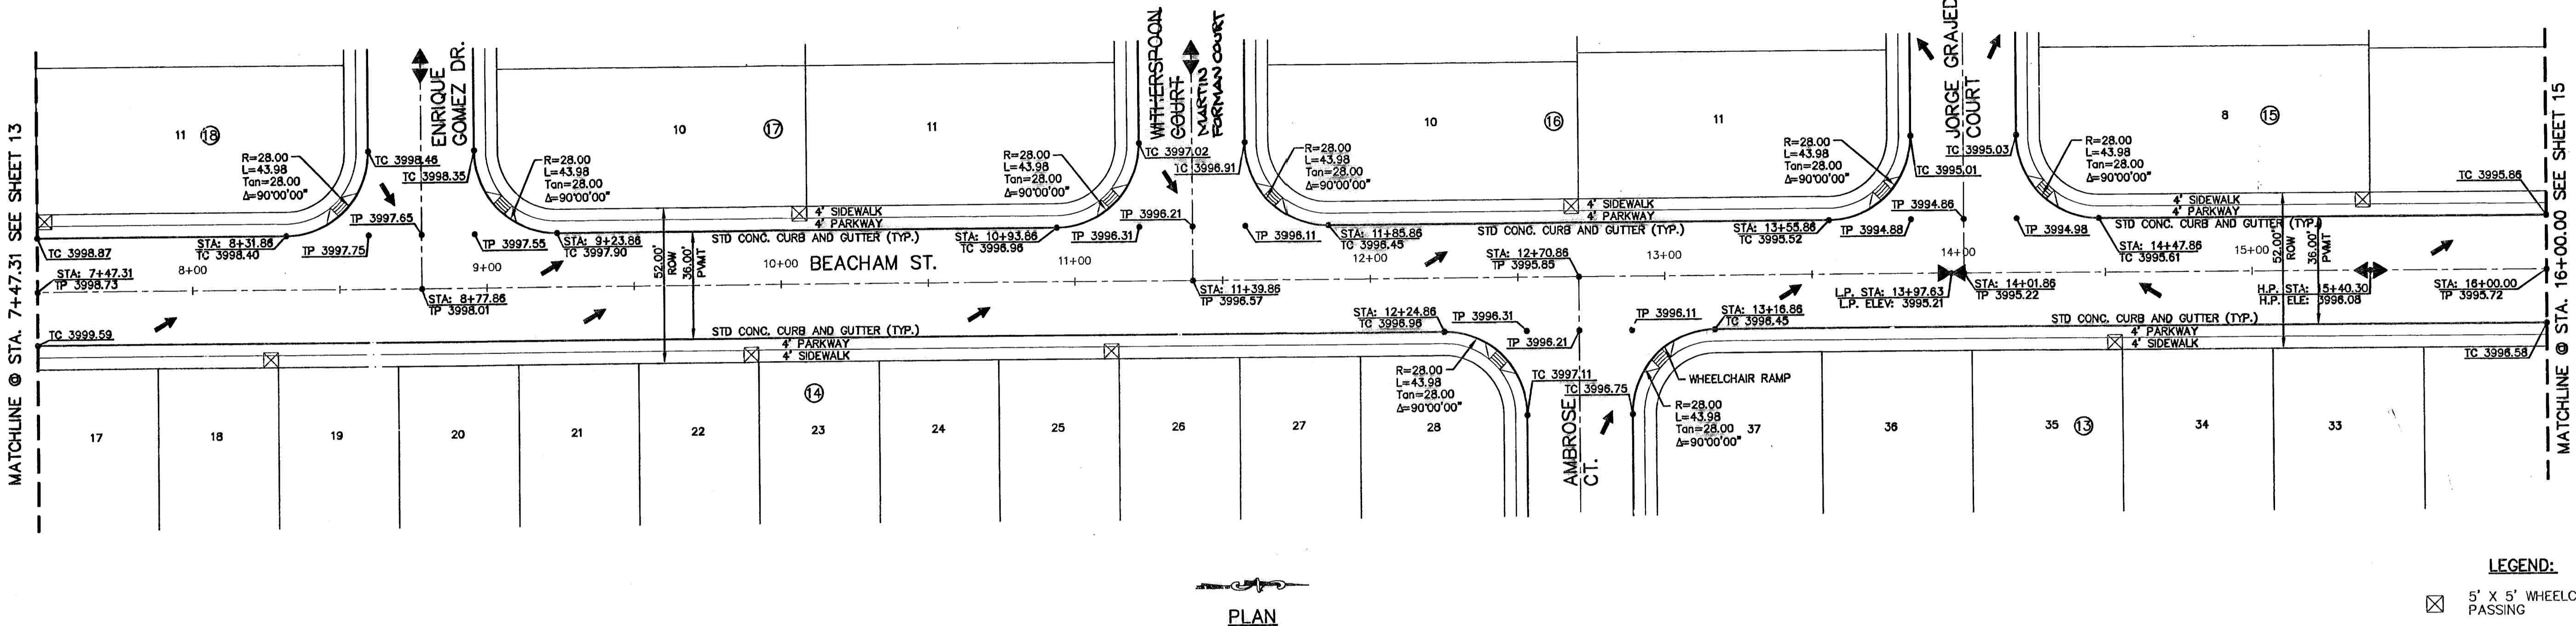 MATCHLINE @ STA. 7+47.31 SEE SHEET 13
11
18
R=28.00
L=43.98
Tan=28.00
Δ=90°00'00"
TC 3998.87
STA: 7+47.31
TP 3998.73
TC 3999.59
8+00
STA: 8+31.86
TC 3998.40
TP 3997.75
TP 3997.65
TC 3998.46
TC 3998.35
ENRIQUE
GOMEZ DR.
R=28.00
L=43.98
Tan=28.00
Δ=90°00'00"
TP 3997.55
9+00
STA: 8+77.86
TP 3998.01
STA: 9+23.86
TC 3997.90
10
17
11
4' SIDEWALK
4' PARKWAY
STD CONC. CURB AND GUTTER (TYP.)
52.00'
ROW
36.00'
PVMT
10+00
BEACHAM ST.
11+00
STD CONC. CURB AND GUTTER (TYP.)
4' PARKWAY
4' SIDEWALK
R=28.00
L=43.98
Tan=28.00
Δ=90°00'00"
STA: 10+93.86
TC 3996.96
TP 3996.31
TP 3996.21
TC 3997.02
TC 3996.91
WITHERSPOON
COURT
MARTIN
FORMAN COURT
R=28.00
L=43.98
Tan=28.00
Δ=90°00'00"
TP 3996.11
STA: 11+39.86
TP 3996.57
STA: 11+85.86
TC 3996.45
12+00
10
16
11
4' SIDEWALK
4' PARKWAY
STD CONC. CURB AND GUTTER (TYP.)
STA: 12+70.86
TP 3995.85
STA: 12+24.86
TC 3996.96
TP 3996.31
TP 3996.21
TP 3996.11
13+00
STA: 13+16.86
TC 3996.45
R=28.00
L=43.98
Tan=28.00
Δ=90°00'00"
TC 3997.11
TC 3996.75
AMBROSE
CT.
WHEELCHAIR RAMP
R=28.00
L=43.98
Tan=28.00
Δ=90°00'00"
R=28.00
L=43.98
Tan=28.00
Δ=90°00'00"
STA: 13+55.86
TC 3995.52
TP 3994.88
TP 3994.86
TC 3995.01
TC 3995.03
JORGE GRAJED
COURT
R=28.00
L=43.98
Tan=28.00
Δ=90°00'00"
TP 3994.98
14+00
L.P. STA: 13+97.63
L.P. ELEV: 3995.21
STA: 14+01.86
TP 3995.22
STA: 14+47.86
TC 3995.61
8
15
4' SIDEWALK
4' PARKWAY
STD CONC. CURB AND GUTTER (TYP.)
15+00
52.00'
ROW
36.00'
PVMT
H.P. STA: 15+40.30
H.P. ELE: 3996.08
STD CONC. CURB AND GUTTER (TYP.)
4' PARKWAY
4' SIDEWALK
TC 3995.86
STA: 16+00.00
TP 3995.72
TC 3996.58
MATCHLINE @ STA. 16+00.00 SEE SHEET 15
14
17
18
19
20
21
22
23
24
25
26
27
28
37
36
35
13
34
33
PLAN
LEGEND:
5' X 5' WHEELC
PASSING